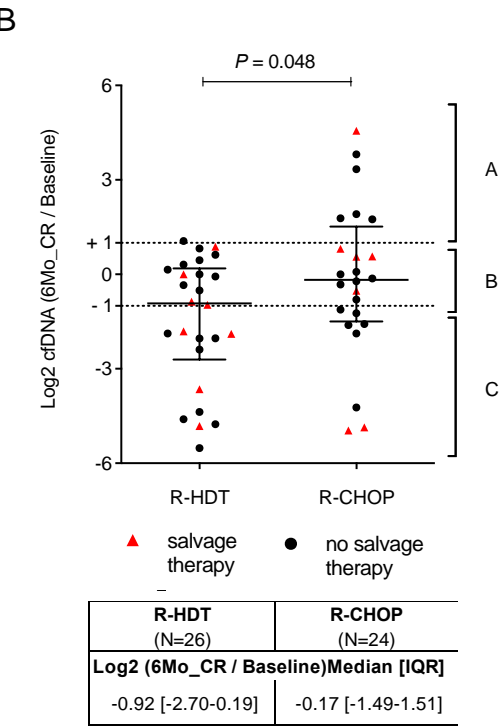 B
P = 0.048
Log2 cfDNA (6Mo_CR / Baseline)
6
3
+ 1
0
- 1
-3
-6
A
B
C
R-HDT R-CHOP
salvage therapy
no salvage therapy
R-HDT R-CHOP
(N=26) (N=24)
Log2 (6Mo_CR / Baseline)Median [IQR]
-0.92 [-2.70-0.19] -0.17 [-1.49-1.51]